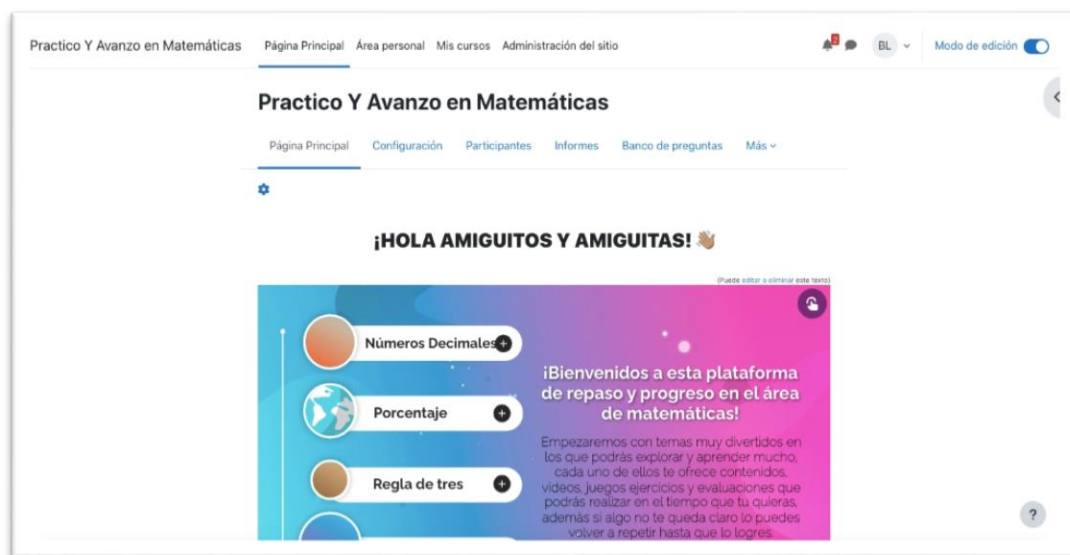 Practico Y Avanzo en Matemáticas Página Principal Área personal Mis cursos Administración del sitio 2 BL Modo de edición
Practico Y Avanzo en Matemáticas
Página Principal Configuración Participantes Informes Banco de preguntas Más
¡HOLA AMIGUITOS Y AMIGUITAS!
(Puede editar o eliminar este texto)
Números Decimales
Porcentaje
Regla de tres
¡Bienvenidos a esta plataforma
de repaso y progreso en el área
de matemáticas!
Empezaremos con temas muy divertidos en
los que podrás explorar y aprender mucho,
cada uno de ellos te ofrece contenidos,
videos, juegos ejercicios y evaluaciones que
podrás realizar en el tiempo que tu quieras,
además si algo no te queda claro lo puedes
volver a repetir hasta que lo logres.
?